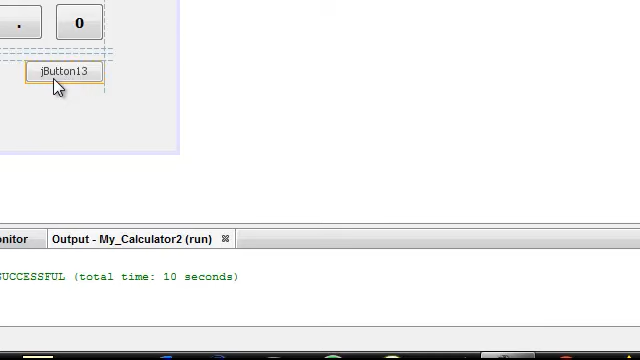 . 0
jButton13
onitor Output - My_Calculator2 (run)
SUCCESSFUL (total time: 10 seconds)